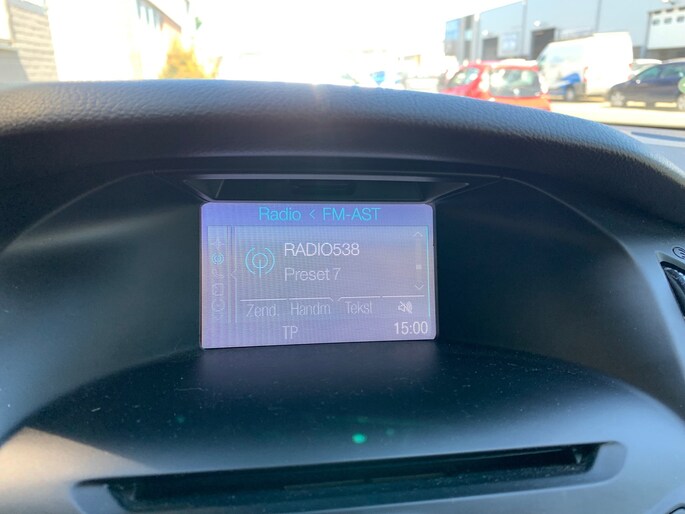 Radio < FM-AST
RADIO538
Preset 7
Zend. Handm. Tekst
TP 15:00